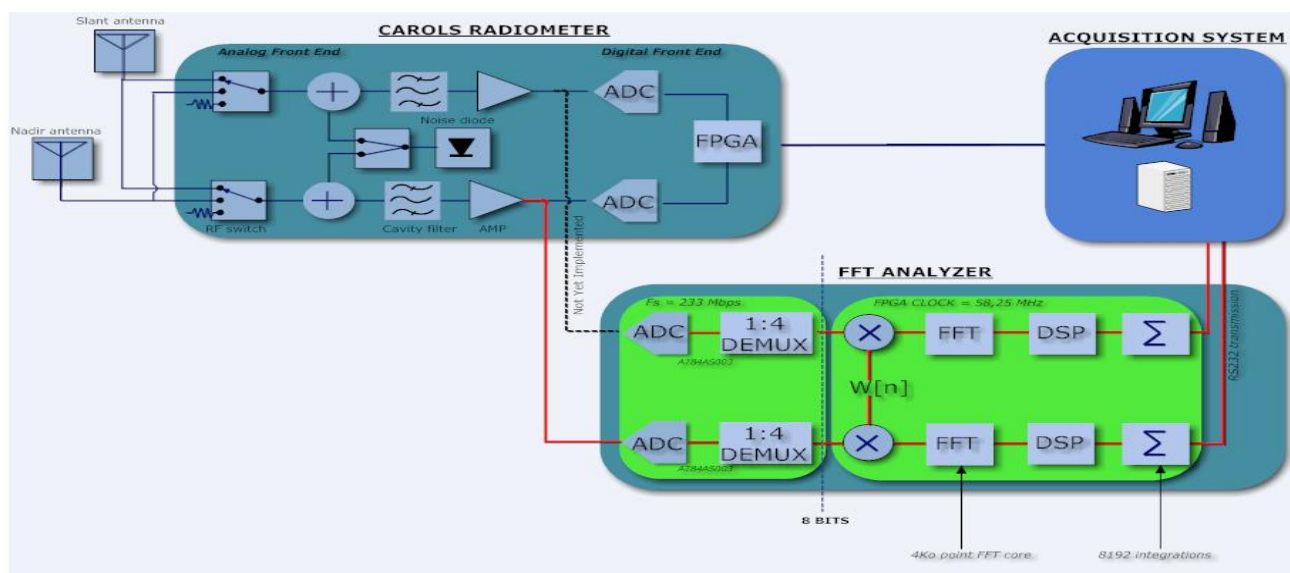 Slant antenna
CAROLS RADIOMETER
ACQUISITION SYSTEM
Analog Front End
Digital Front End
ADC
Nadir antenna
Noise diode
FPGA
ADC
RF switch
Cavity filter
AMP
Not Yet Implemented
FFT ANALYZER
Fs = 233 Mbps
FPGA CLOCK = 58,25 MHz
RS232 transmission
ADC
1:4
DEMUX
FFT
DSP
Σ
W[n]
ADC
1:4
DEMUX
FFT
DSP
Σ
AT84AS003
8 BITS
4Ko point FFT core
8192 integrations